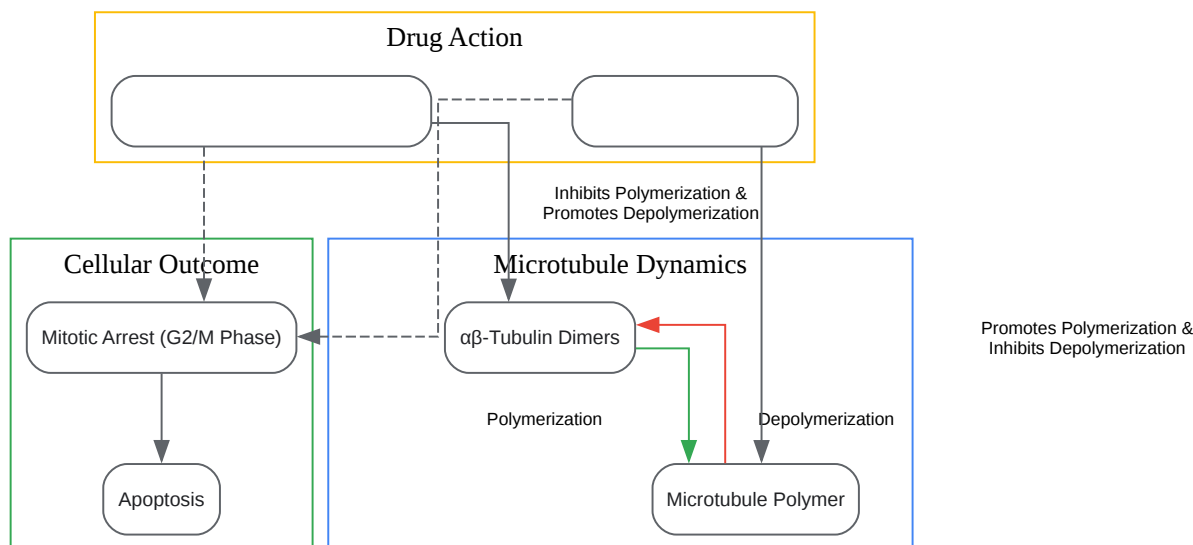 Drug Action
Inhibits Polymerization &
Promotes Depolymerization
Cellular Outcome
Microtubule Dynamics
Mitotic Arrest (G2/M Phase)
αβ-Tubulin Dimers
Promotes Polymerization &
Inhibits Depolymerization
Polymerization
Depolymerization
Apoptosis
Microtubule Polymer